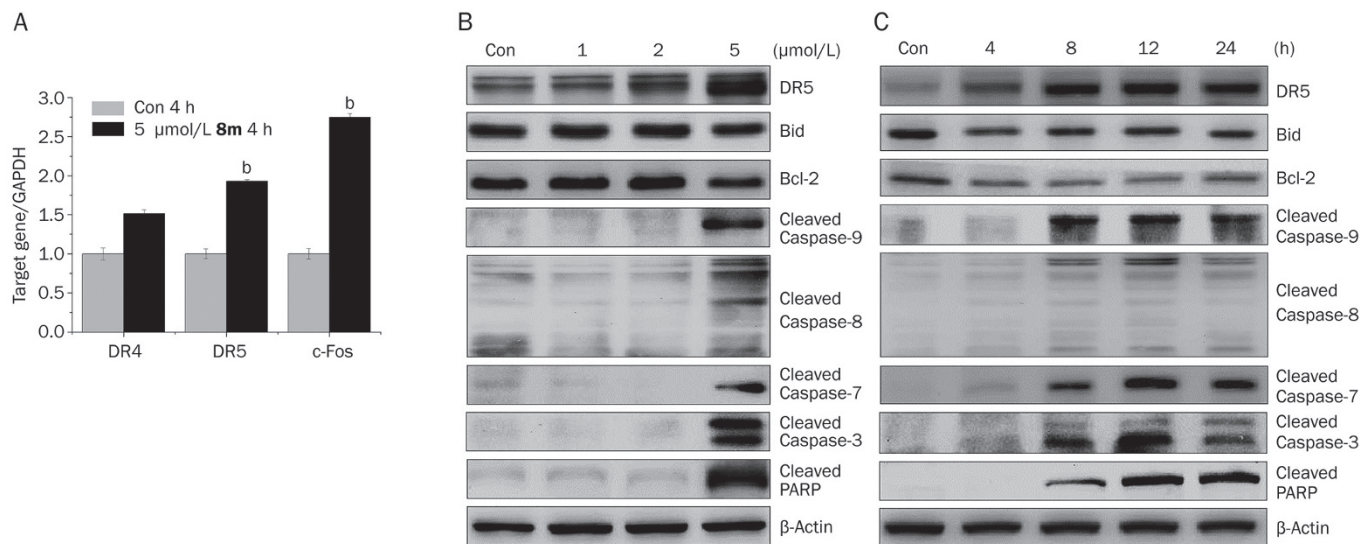 A
Con 4 h
5 μmol/L 8m 4 h
Target gene/GAPDH
3.0
2.5
2.0
1.5
1.0
0.5
0.0
b
b
DR4
DR5
c-Fos
B
Con 1 2 5 (μmol/L)
DR5
Bid
Bcl-2
Cleaved
Caspase-9
Cleaved
Caspase-8
Cleaved
Caspase-7
Cleaved
Caspase-3
Cleaved
PARP
β-Actin
C
Con 4 8 12 24 (h)
DR5
Bid
Bcl-2
Cleaved
Caspase-9
Cleaved
Caspase-8
Cleaved
Caspase-7
Cleaved
Caspase-3
Cleaved
PARP
β-Actin